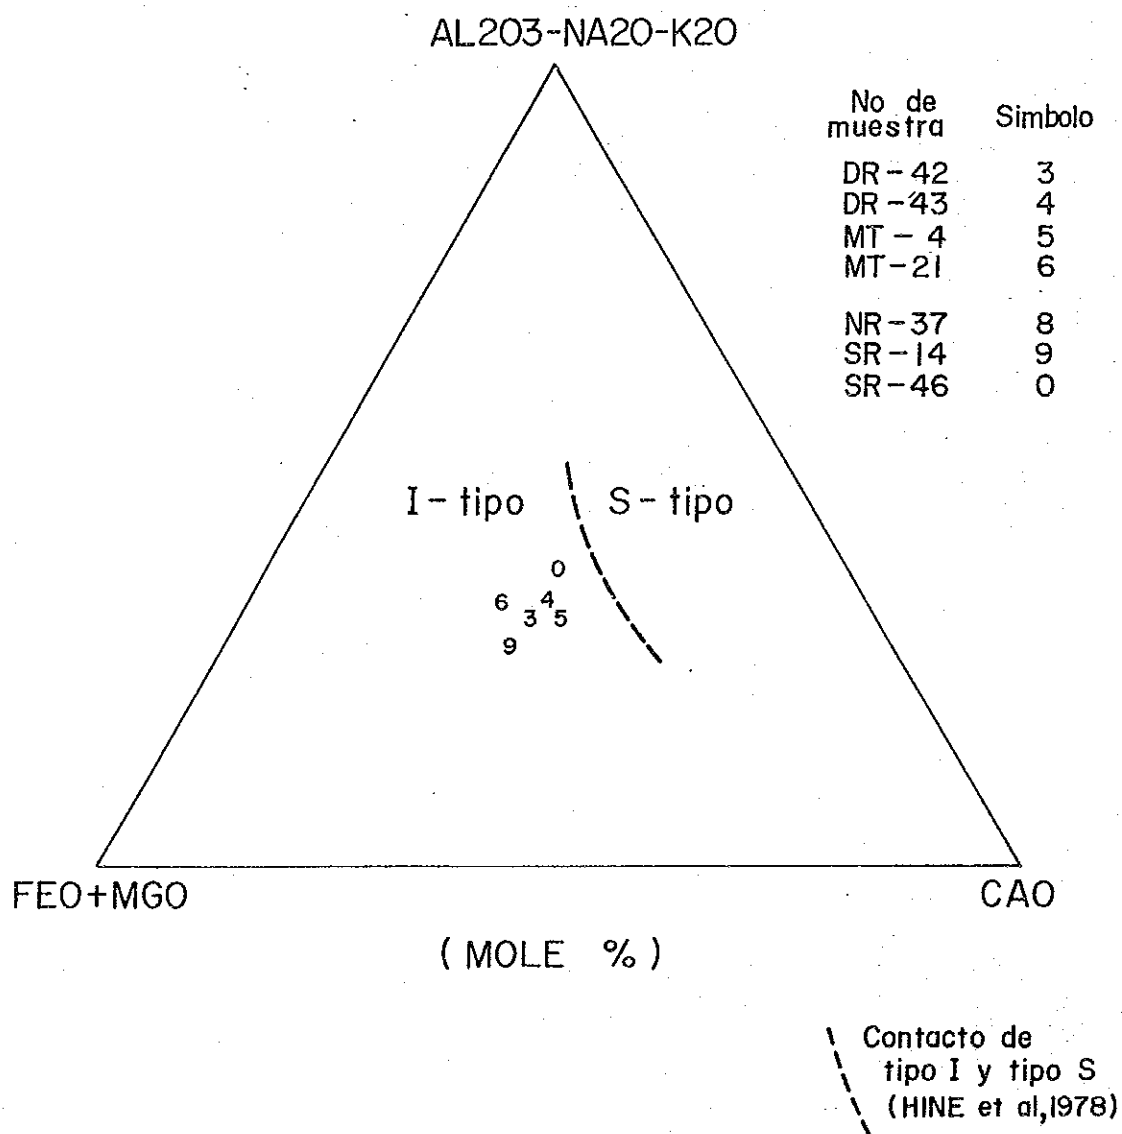 AL2O3-NA2O-K2O
No de muestra Simbolo
DR-42 3
DR-43 4
MT-4 5
MT-21 6
NR-37 8
SR-14 9
SR-46 0
I-tipo S-tipo
0
6 4
3 5
9
FEO+MGO CAO
(MOLE %)
Contacto de
tipo I y tipo S
(HINE et al,1978)